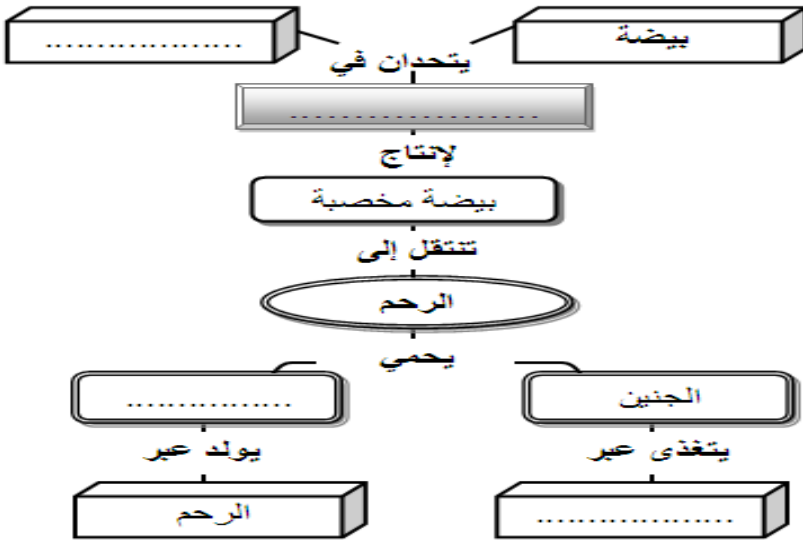 بيضة
...................
يتحدان في
...................
لإنتاج
بيضة مخصبة
تنتقل إلى
الرحم
يحمي
الجنين
................
يتغذى عبر
يولد عبر
...................
الرحم